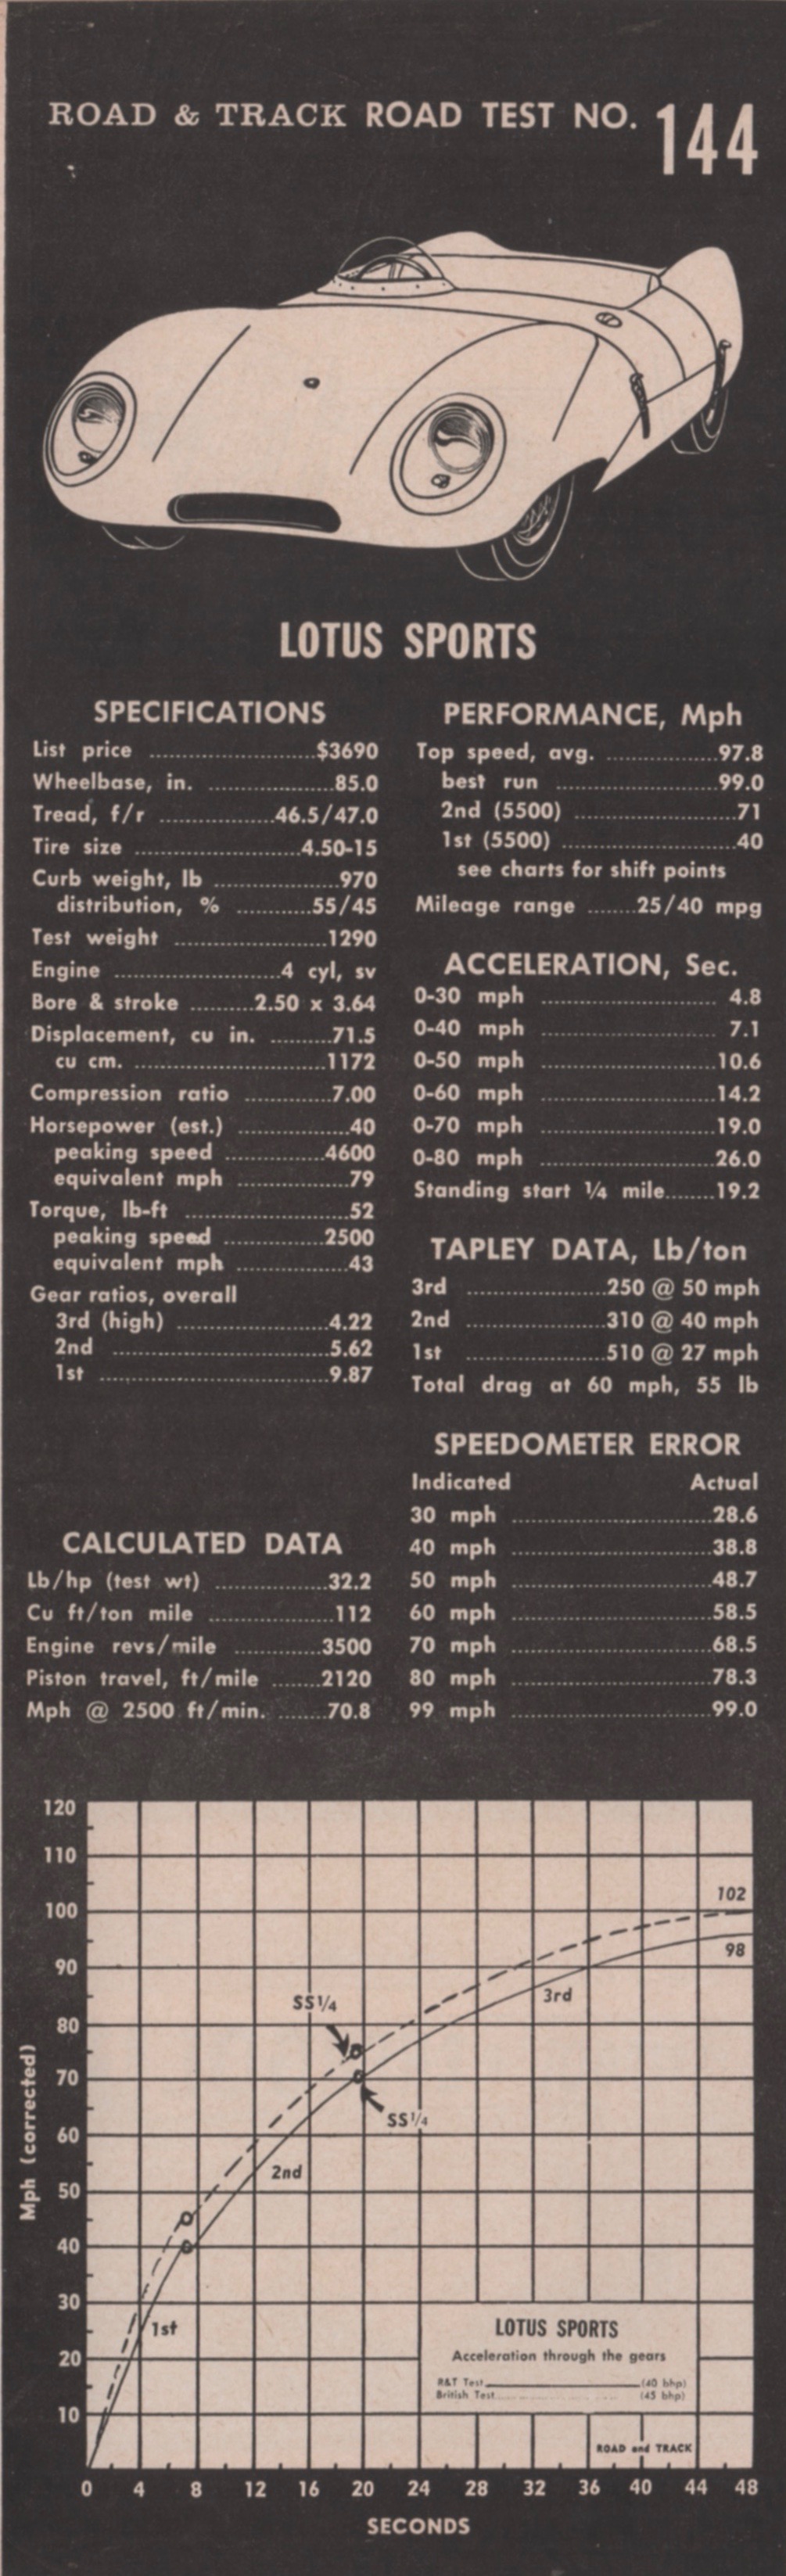 ROAD & TRACK ROAD TEST NO. 144
LOTUS SPORTS
SPECIFICATIONS
List price ........................$3690
Wheelbase, in. ...................85.0
Tread, f/r .................46.5/47.0
Tire size .........................4.50-15
Curb weight, lb ...................970
distribution, % ...........55/45
Test weight .......................1290
Engine .........................4 cyl, sv
Bore & stroke .........2.50 x 3.64
Displacement, cu in. .........71.5
cu cm. .............................1172
Compression ratio ............7.00
Horsepower (est.) ................40
peaking speed ..............4600
equivalent mph ................79
Torque, lb-ft ........................52
peaking speed ..............2500
equivalent mph ................43
Gear ratios, overall
3rd (high) ......................4.22
2nd ................................5.62
1st ..................................9.87
CALCULATED DATA
Lb/hp (test wt) .................32.2
Cu ft/ton mile ...................112
Engine revs/mile .............3500
Piston travel, ft/mile .......2120
Mph @ 2500 ft/min. .......70.8
PERFORMANCE, Mph
Top speed, avg. ................97.8
best run ........................99.0
2nd (5500) ........................71
1st (5500) ..........................40
see charts for shift points
Mileage range .......25/40 mpg
ACCELERATION, Sec.
0-30 mph ......................... 4.8
0-40 mph ......................... 7.1
0-50 mph .........................10.6
0-60 mph .........................14.2
0-70 mph .........................19.0
0-80 mph .........................26.0
Standing start ¼ mile.......19.2
TAPLEY DATA, Lb/ton
3rd ....................250 @ 50 mph
2nd ....................310 @ 40 mph
1st ....................510 @ 27 mph
Total drag at 60 mph, 55 lb
SPEEDOMETER ERROR
Indicated Actual
30 mph .............................28.6
40 mph .............................38.8
50 mph .............................48.7
60 mph .............................58.5
70 mph .............................68.5
80 mph .............................78.3
99 mph .............................99.0
120
110
100
90
80
70
60
50
40
30
20
10
Mph (corrected)
102
98
3rd
SS¼
SS¼
2nd
1st
LOTUS SPORTS
Acceleration through the gears
R&T Test (40 bhp)
British Test (45 bhp)
ROAD and TRACK
0 4 8 12 16 20 24 28 32 36 40 44 48
SECONDS